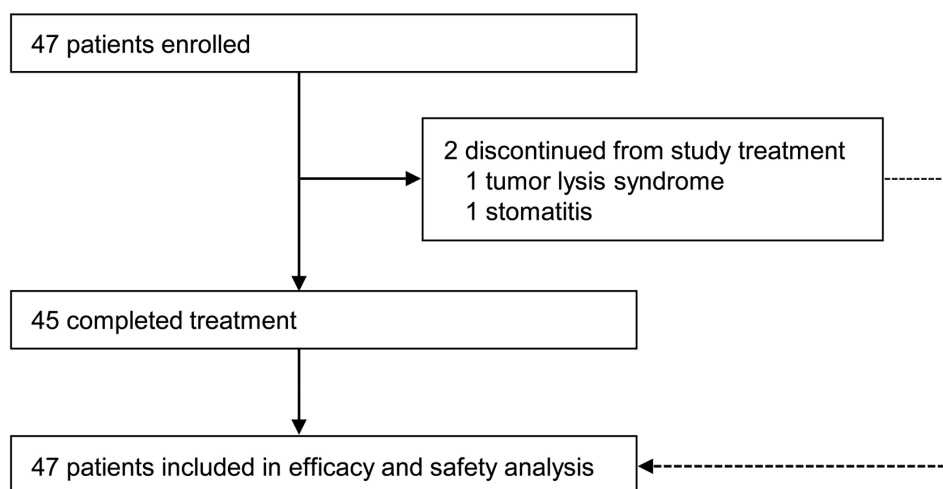 47 patients enrolled
2 discontinued from study treatment
1 tumor lysis syndrome
1 stomatitis
45 completed treatment
47 patients included in efficacy and safety analysis